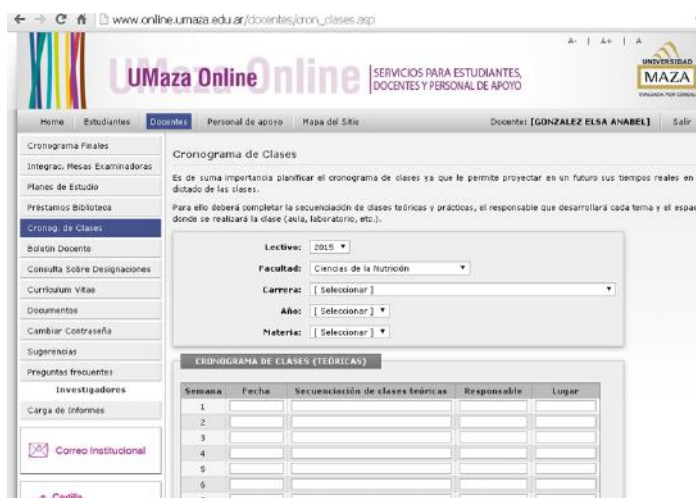 www.online.umaza.edu.ar/docentes/cron_clases.asp
A- | A+ | A
UMaza Online
Online
SERVICIOS PARA ESTUDIANTES,
DOCENTES Y PERSONAL DE APOYO
UNIVERSIDAD
MAZA
Home Estudiantes Docentes Personal de apoyo Mapa del Sitio Docente: [GONZALEZ ELSA ANABEL] Salir
Cronograma Finales
Integrac. Mesas Examinadoras
Planes de Estudio
Préstamos Biblioteca
Cronog. de Clases
Boletín Docente
Consulta Sobre Designaciones
Currículum Vitae
Documentos
Cambiar Contraseña
Sugerencias
Preguntas frecuentes
Investigadores
Carga de Informes
Correo Institucional
Cartilla
Cronograma de Clases
Es de suma importancia planificar el cronograma de clases ya que le permite proyectar en un futuro sus tiempos reales en
dictado de las clases.
Para ello deberá completar la secuenciación de clases teóricas y prácticas, el responsable que desarrollará cada tema y el espac
donde se realizará la clase (aula, laboratorio, etc.).
Lectivo: 2015
Facultad: Ciencias de la Nutrición
Carrera: [ Seleccionar ]
Año: [ Seleccionar ]
Materia: [ Seleccionar ]
CRONOGRAMA DE CLASES (TEÓRICAS)
Semana Fecha Secuenciación de clases teóricas Responsable Lugar
1
2
3
4
5
6